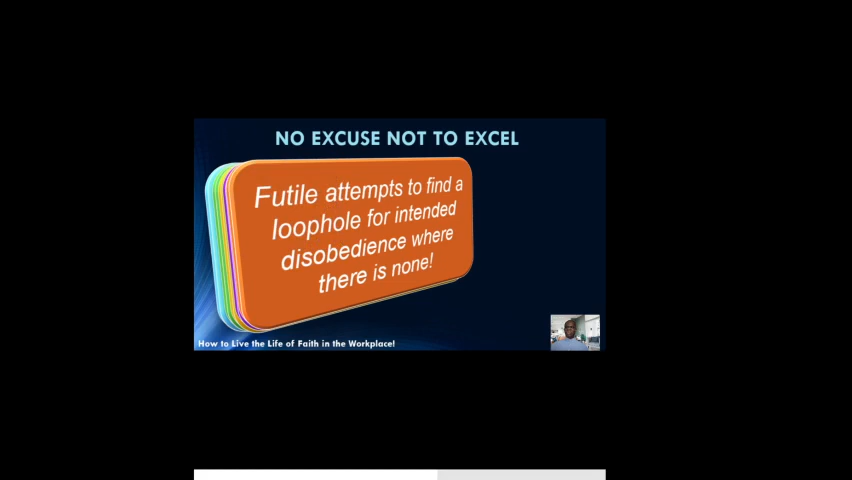 NO EXCUSE NOT TO EXCEL
Futile attempts to find a
loophole for intended
disobedience where
there is none!
How to Live the Life of Faith in the Workplace!